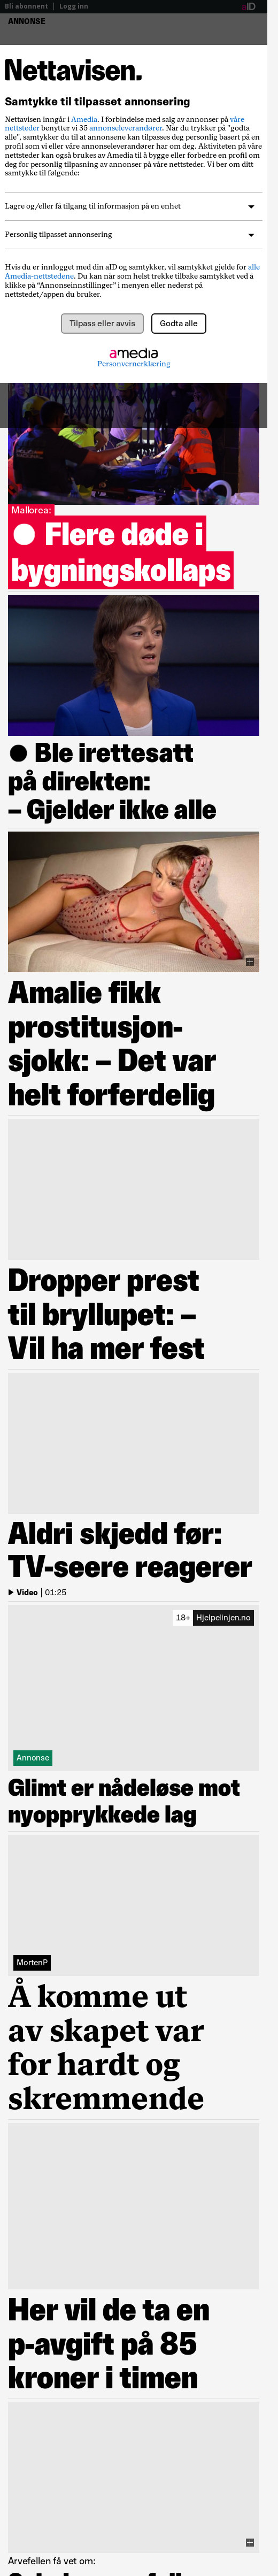 Bli abonnent | Logg inn
aID
ANNONSE
Nettavisen.
Samtykke til tilpasset annonsering
Nettavisen inngår i Amedia. I forbindelse med salg av annonser på våre
nettsteder benytter vi 35 annonseleverandører. Når du trykker på "godta
alle", samtykker du til at annonsene kan tilpasses deg personlig basert på en
profil som vi eller våre annonseleverandører har om deg. Aktiviteten på våre
nettsteder kan også brukes av Amedia til å bygge eller forbedre en profil om
deg for personlig tilpasning av annonser på våre nettsteder. Vi ber om ditt
samtykke til følgende:
Lagre og/eller få tilgang til informasjon på en enhet
Personlig tilpasset annonsering
Hvis du er innlogget med din aID og samtykker, vil samtykket gjelde for alle
Amedia-nettstedene. Du kan når som helst trekke tilbake samtykket ved å
klikke på "Annonseinnstillinger" i menyen eller nederst på
nettstedet/appen du bruker.
Tilpass eller avvis
Godta alle
amedia
Personvernerklæring
Mallorca:
● Flere døde i
bygningskollaps
● Ble irettesatt
på direkten:
– Gjelder ikke alle
Amalie fikk
prostitusjon-
sjokk: – Det var
helt forferdelig
Dropper prest
til bryllupet: –
Vil ha mer fest
Aldri skjedd før:
TV-seere reagerer
Video | 01:25
18+ Hjelpelinjen.no
Annonse
Glimt er nådeløse mot
nyopprykkede lag
MortenP
Å komme ut
av skapet var
for hardt og
skremmende
Her vil de ta en
p-avgift på 85
kroner i timen
Arvefellen få vet om: